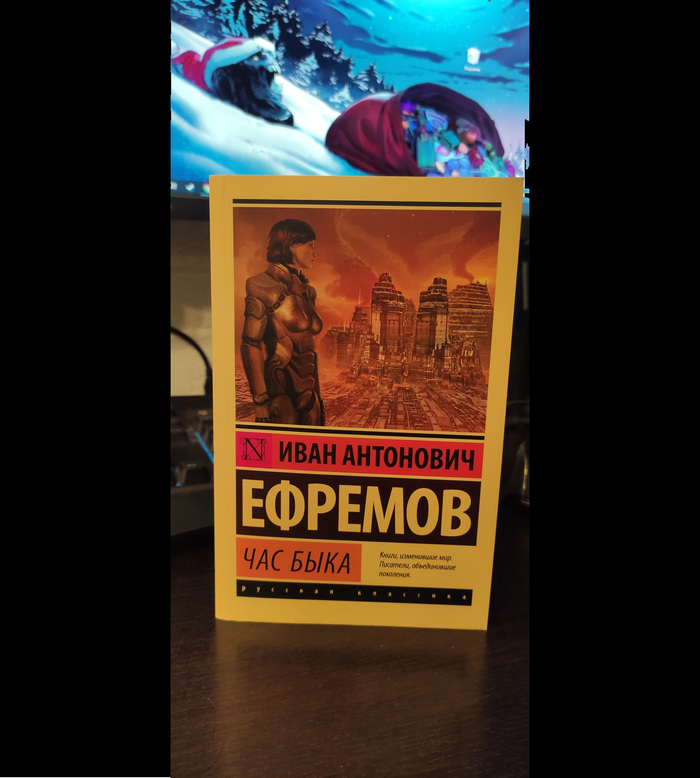 N
ИВАН АНТОНОВИЧ
ЕФРЕМОВ
ЧАС БЫКА
Книги, изменившие мир.
Писатели, объединившие
поколения.
русская классика